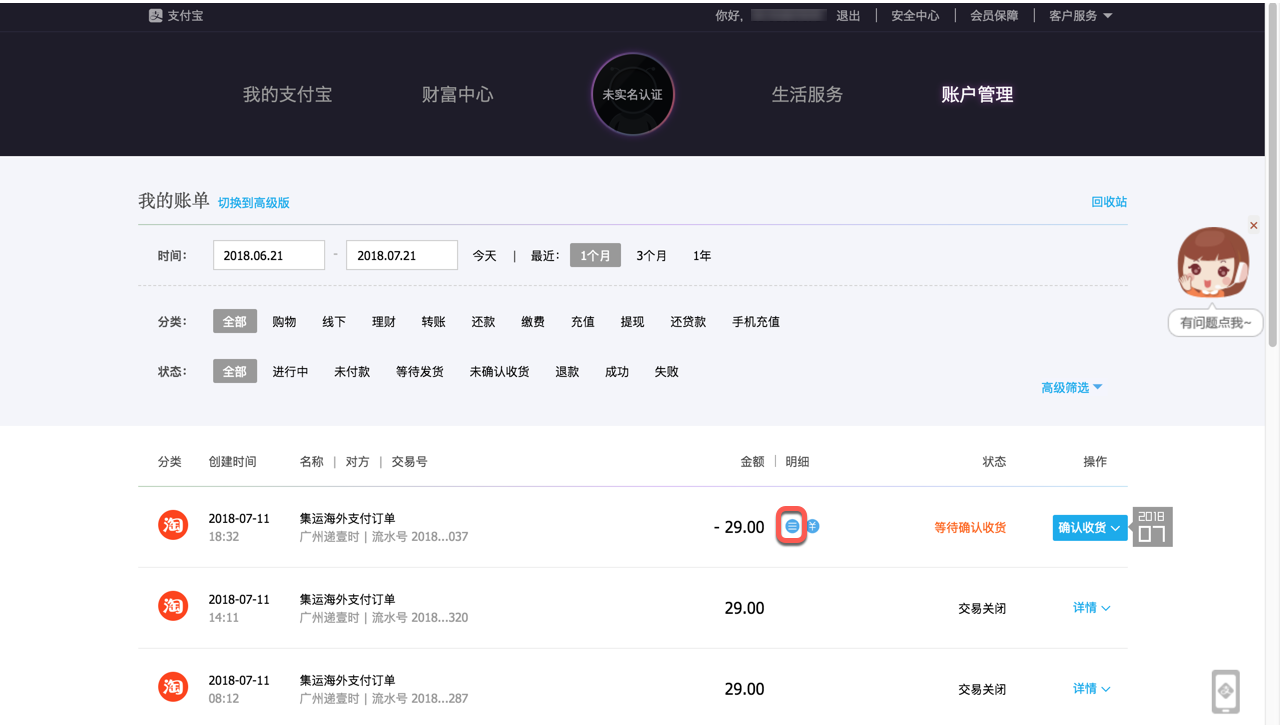 支付宝 你好, 退出 | 安全中心 | 会员保障 | 客户服务
我的支付宝 财富中心 未实名认证 生活服务 账户管理
我的账单 切换到高级版 回收站
时间: 2018.06.21 - 2018.07.21 今天 | 最近: 1个月 3个月 1年
分类: 全部 购物 线下 理财 转账 还款 缴费 充值 提现 还贷款 手机充值
有问题点我~
状态: 全部 进行中 未付款 等待发货 未确认收货 退款 成功 失败
高级筛选
分类 创建时间 名称 | 对方 | 交易号 金额 | 明细 状态 操作
淘 2018-07-11 集运海外支付订单
18:32 广州递壹时 | 流水号 2018...037
- 29.00 ¥ 等待确认收货 确认收货
2018
07
淘 2018-07-11 集运海外支付订单
14:11 广州递壹时 | 流水号 2018...320
29.00 交易关闭 详情
淘 2018-07-11 集运海外支付订单
08:12 广州递壹时 | 流水号 2018...287
29.00 交易关闭 详情